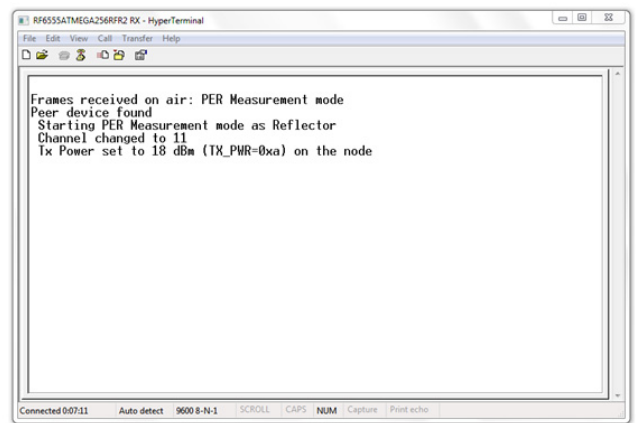 RF6555ATMEGA256RFR2 RX - HyperTerminal
File Edit View Call Transfer Help
Frames received on air: PER Measurement mode
Peer device found
Starting PER Measurement mode as Reflector
Channel changed to 11
Tx Power set to 18 dBm (TX_PWR=0xa) on the node
Connected 0:07:11 Auto detect 9600 8-N-1 SCROLL CAPS NUM Capture Print echo